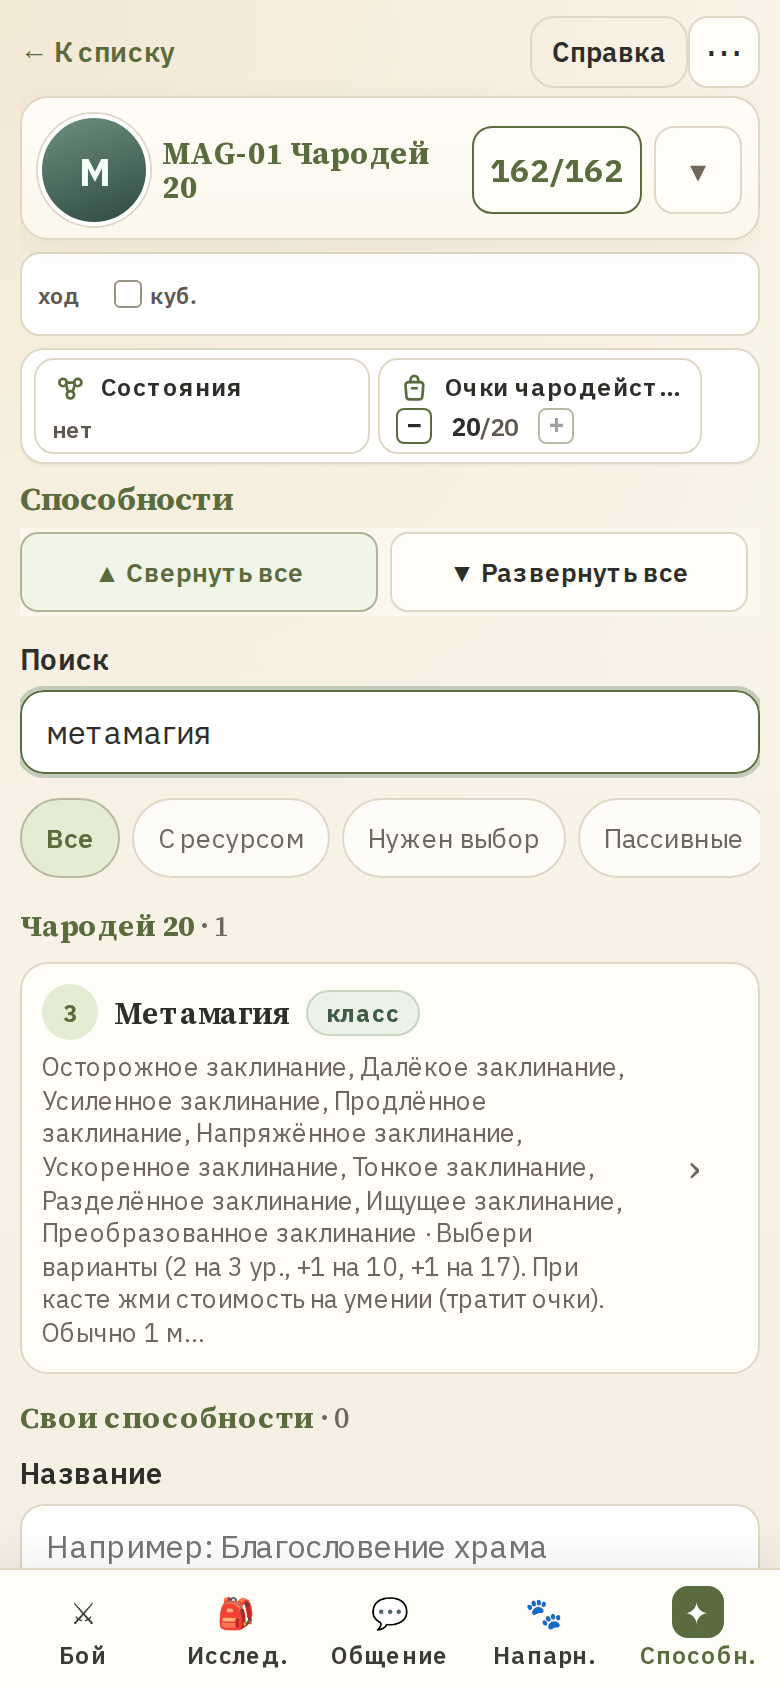 ← К списку
Справка
...
М
MAG-01 Чародей
20
162/162
▼
ход
куб.
Состояния
нет
Очки чародейст...
− 20/20 +
Способности
▲ Свернуть все
▼ Развернуть все
Поиск
метамагия
Все
С ресурсом
Нужен выбор
Пассивные
Чародей 20 · 1
3
Метамагия
класс
Осторожное заклинание, Далёкое заклинание,
Усиленное заклинание, Продлённое
заклинание, Напряжённое заклинание,
Ускоренное заклинание, Тонкое заклинание,
Разделённое заклинание, Ищущее заклинание,
Преобразованное заклинание · Выбери
варианты (2 на 3 ур., +1 на 10, +1 на 17). При
касте жми стоимость на умении (тратит очки).
Обычно 1 м...
›
Свои способности · 0
Название
Например: Благословение храма
Бой
Исслед.
Общение
Напарн.
Способн.